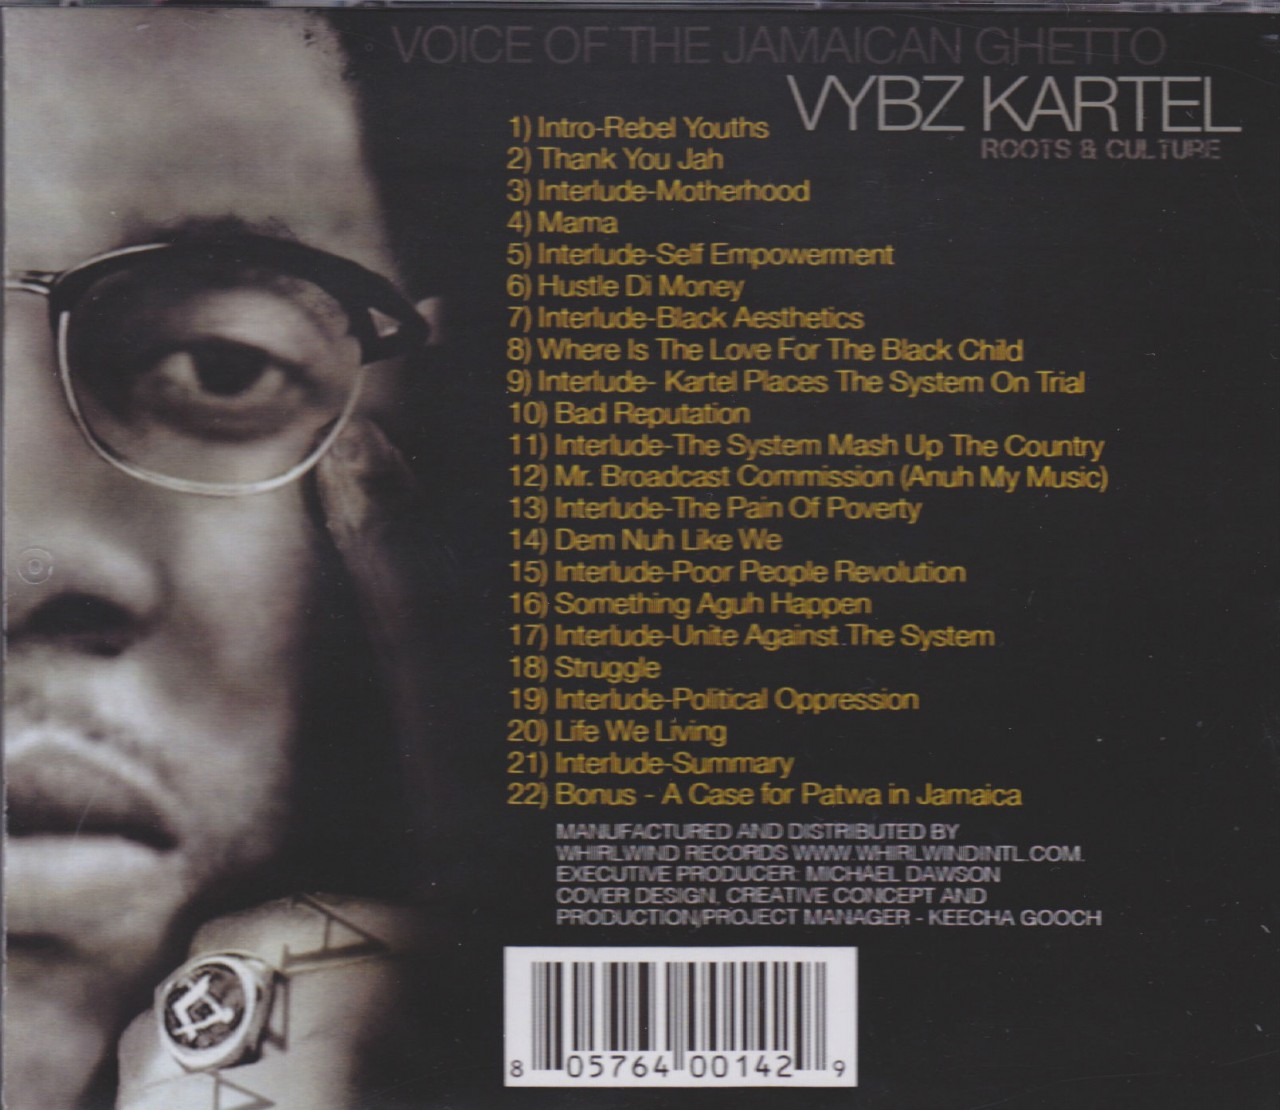 VOICE OF THE JAMAICAN GHETTO
VYBZ KARTEL
ROOTS & CULTURE
1) Intro-Rebel Youths
2) Thank You Jah
3) Interlude-Motherhood
4) Mama
5) Interlude-Self Empowerment
6) Hustle Di Money
7) Interlude-Black Aesthetics
8) Where Is The Love For The Black Child
9) Interlude- Kartel Places The System On Trial
10) Bad Reputation
11) Interlude-The System Mash Up The Country
12) Mr. Broadcast Commission (Anuh My Music)
13) Interlude-The Pain Of Poverty
14) Dem Nuh Like We
15) Interlude-Poor People Revolution
16) Something Aguh Happen
17) Interlude-Unite Against The System
18) Struggle
19) Interlude-Political Oppression
20) Life We Living
21) Interlude-Summary
22) Bonus - A Case for Patwa in Jamaica
MANUFACTURED AND DISTRIBUTED BY
WHIRLWIND RECORDS WWW.WHIRLWINDINTL.COM.
EXECUTIVE PRODUCER: MICHAEL DAWSON
COVER DESIGN, CREATIVE CONCEPT AND
PRODUCTION/PROJECT MANAGER - KEECHA GOOCH
8 05764 00142 9